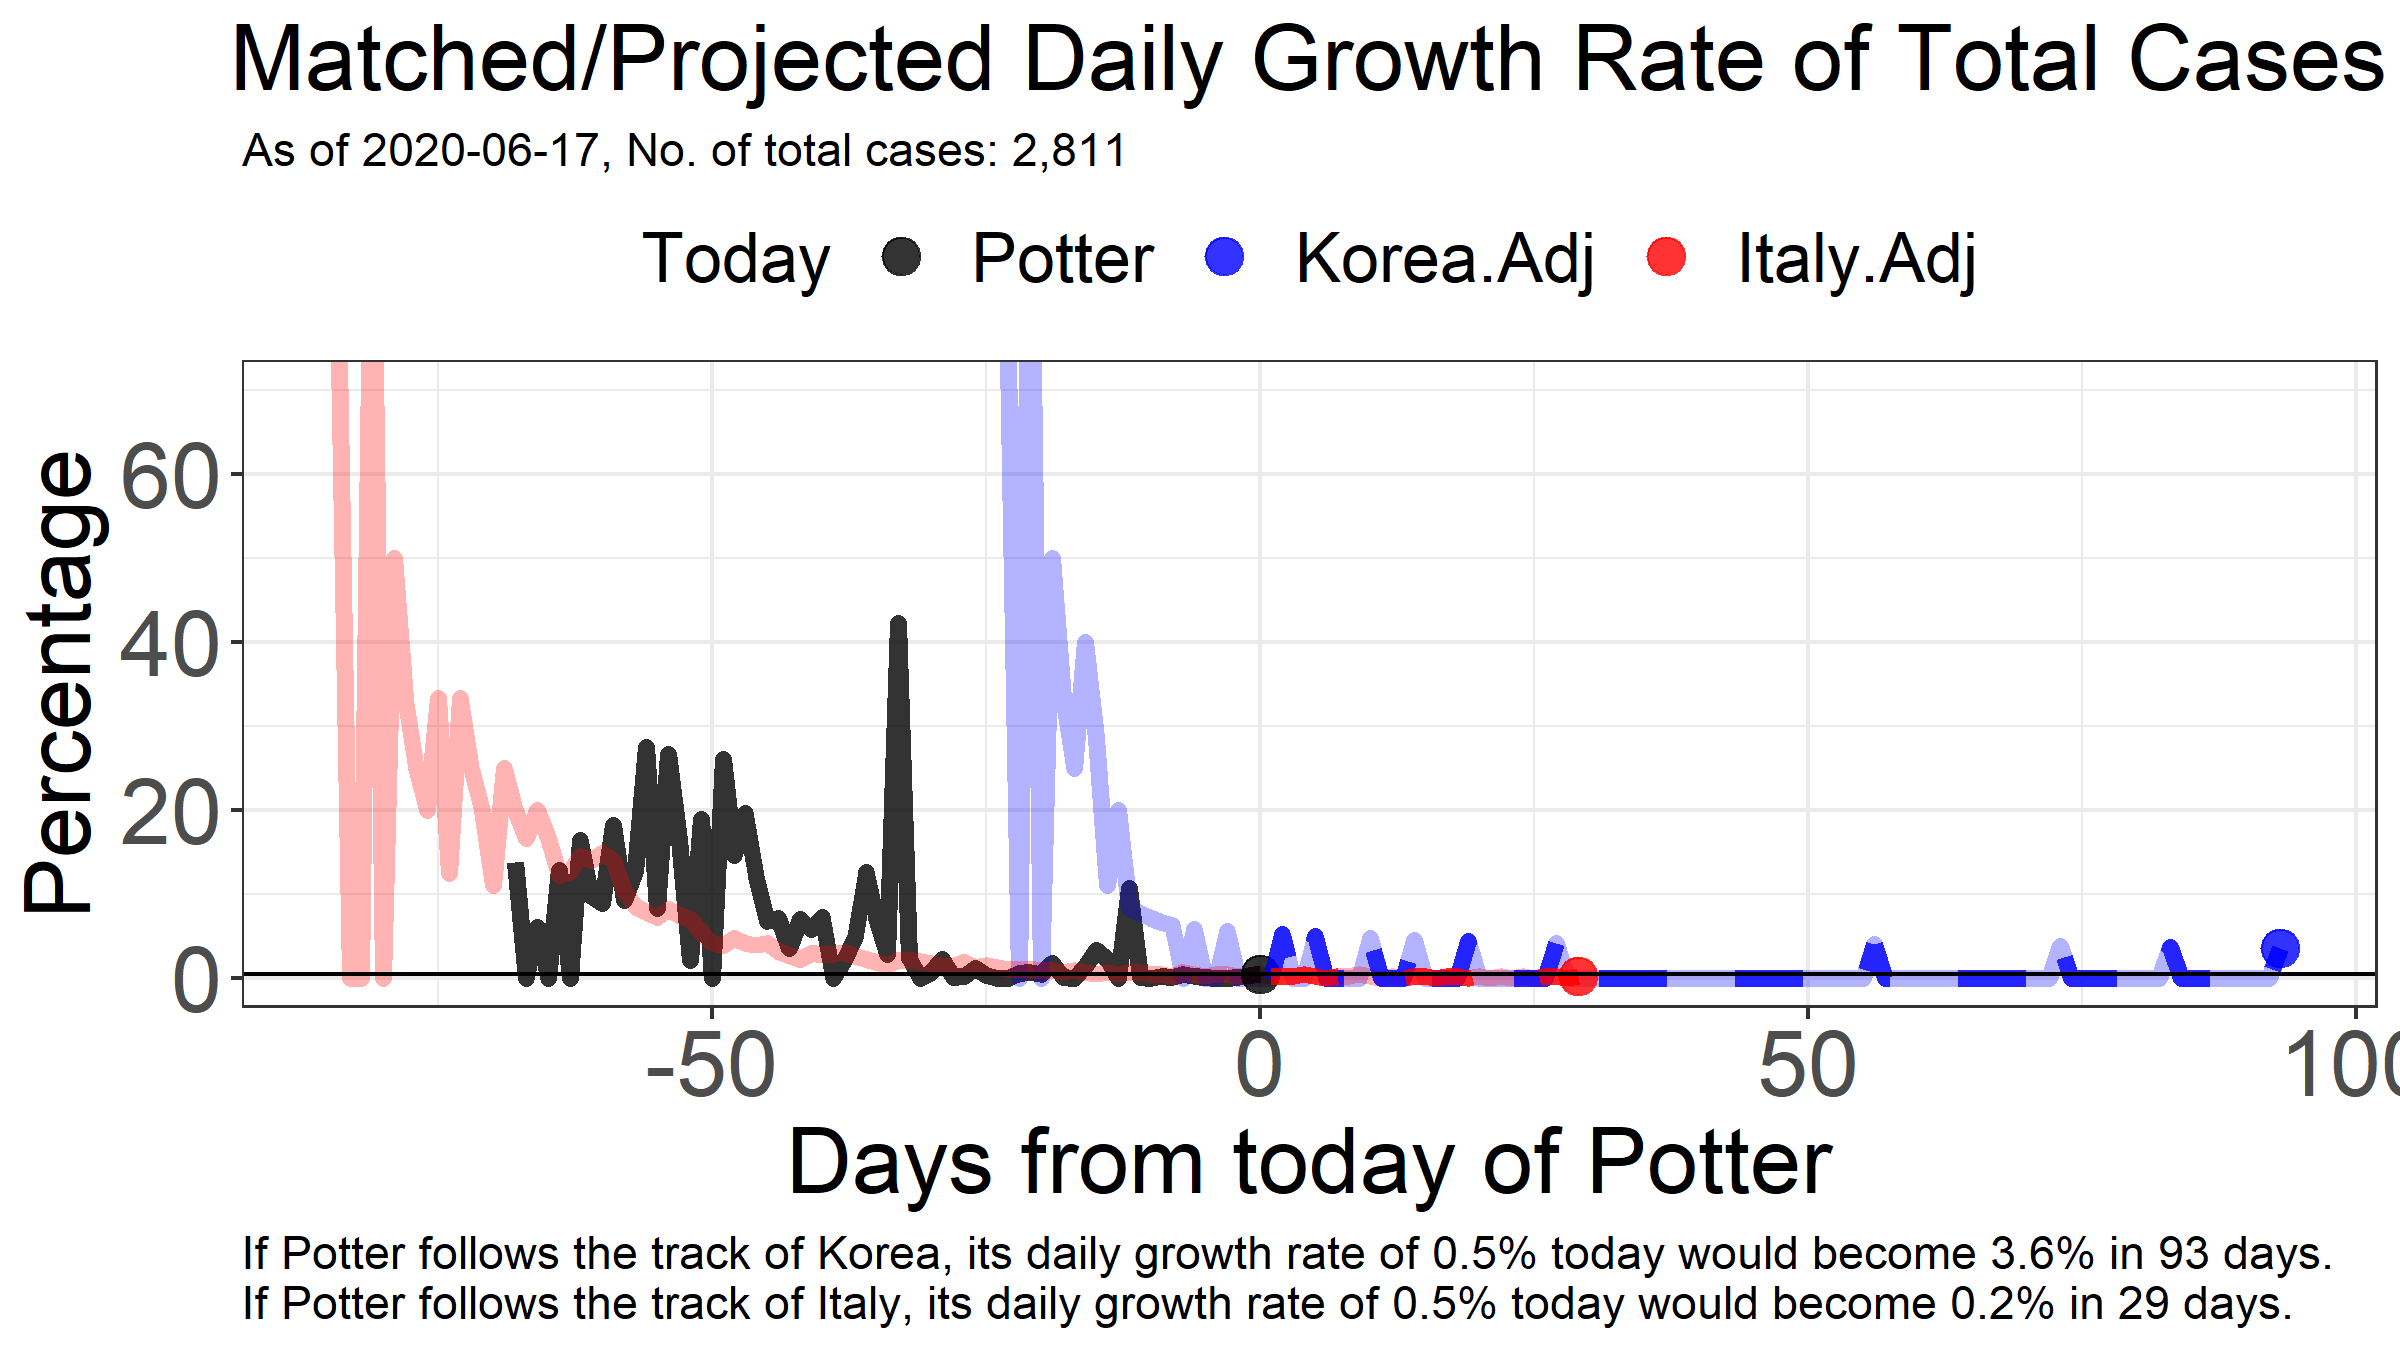 Matched/Projected Daily Growth Rate of Total Cases
As of 2020-06-17, No. of total cases: 2,811
Today Potter Korea.Adj Italy.Adj
Percentage
60
40
20
0
-50 0 50 100
Days from today of Potter
If Potter follows the track of Korea, its daily growth rate of 0.5% today would become 3.6% in 93 days.
If Potter follows the track of Italy, its daily growth rate of 0.5% today would become 0.2% in 29 days.